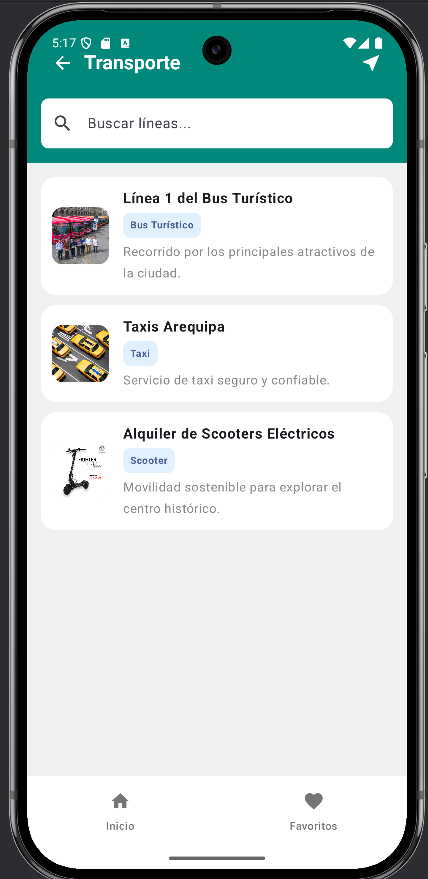 5:17
Transporte
Buscar líneas...
Línea 1 del Bus Turístico
Bus Turístico
Recorrido por los principales atractivos de
la ciudad.
Taxis Arequipa
Taxi
Servicio de taxi seguro y confiable.
Alquiler de Scooters Eléctricos
Scooter
Movilidad sostenible para explorar el
centro histórico.
Inicio
Favoritos